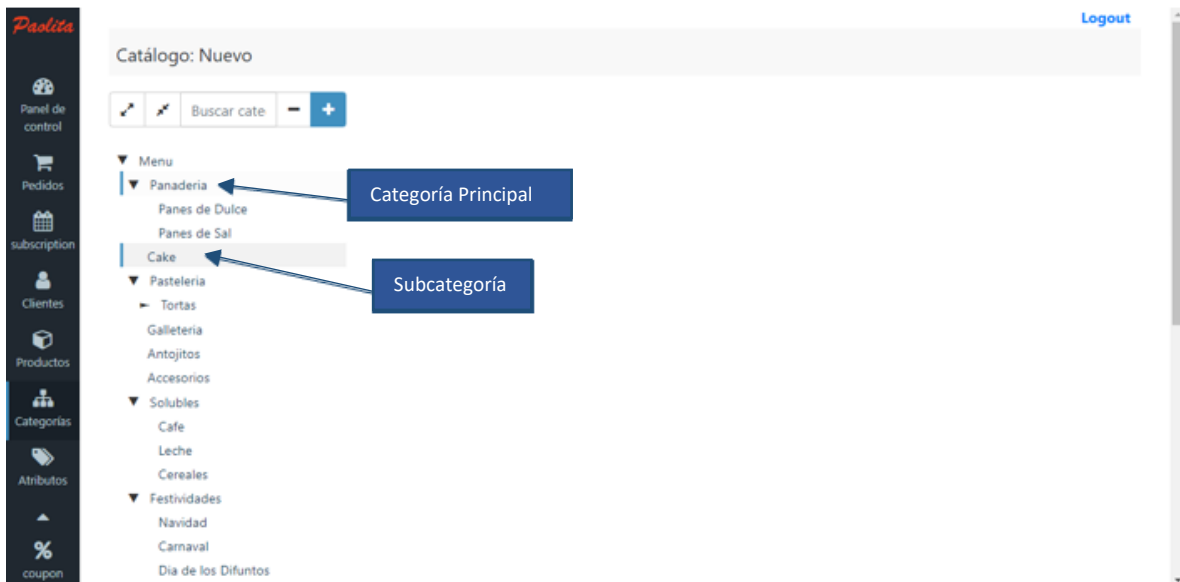 Paolita
Logout
Catálogo: Nuevo
Panel de
control
Buscar cate
Menu
Pedidos
Panaderia
Categoría Principal
Panes de Dulce
Panes de Sal
subscription
Cake
Pasteleria
Subcategoría
Clientes
Tortas
Galleteria
Antojitos
Productos
Accesorios
Solubles
Categorías
Cafe
Leche
Cereales
Atributos
Festividades
Navidad
Carnaval
%
coupon
Dia de los Difuntos